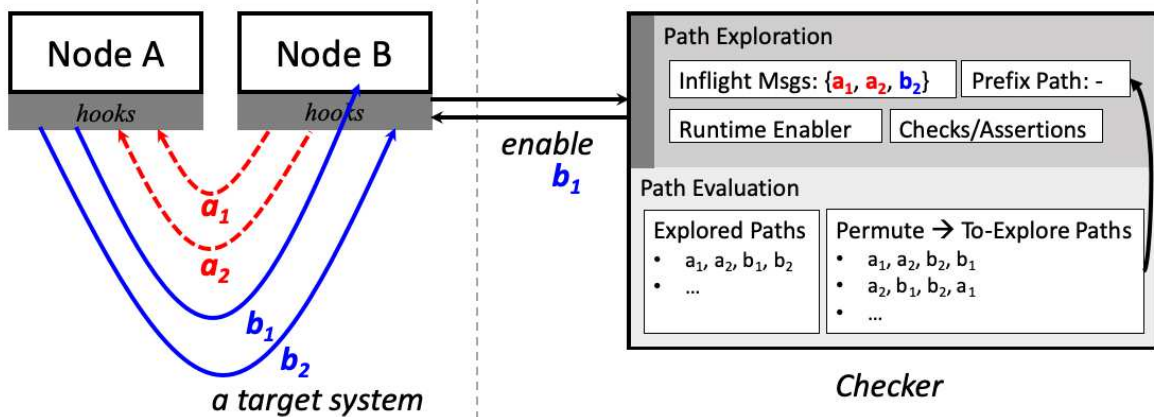 Node A
Node B
hooks
hooks
a₁
a₂
b₁
b₂
a target system
enable
b₁
Path Exploration
Inflight Msgs: {a₁, a₂, b₂}
Prefix Path: -
Runtime Enabler
Checks/Assertions
Path Evaluation
Explored Paths
• a₁, a₂, b₁, b₂
• ...
Permute → To-Explore Paths
• a₁, a₂, b₂, b₁
• a₂, b₁, b₂, a₁
• ...
Checker